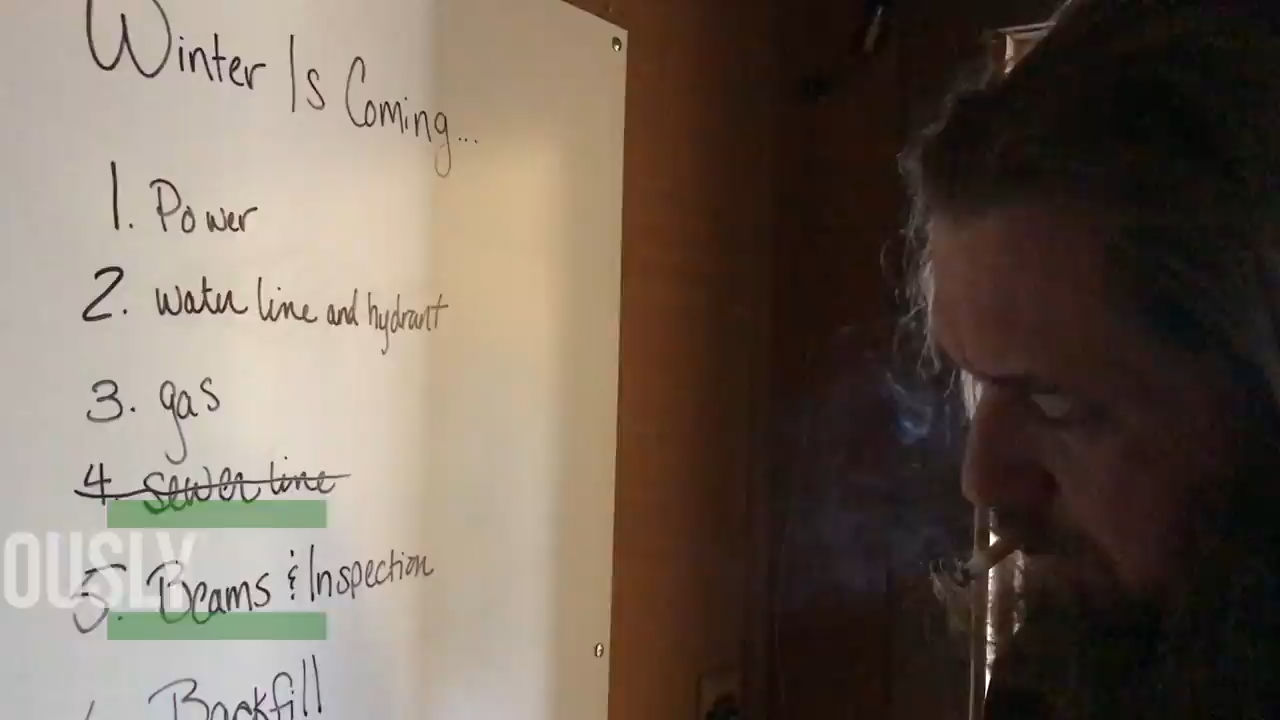 Winter Is Coming...
1. Power
2. water line and hydrant
3. gas
4. sewer line
OUSLY
5. Beams & Inspection
Backfill